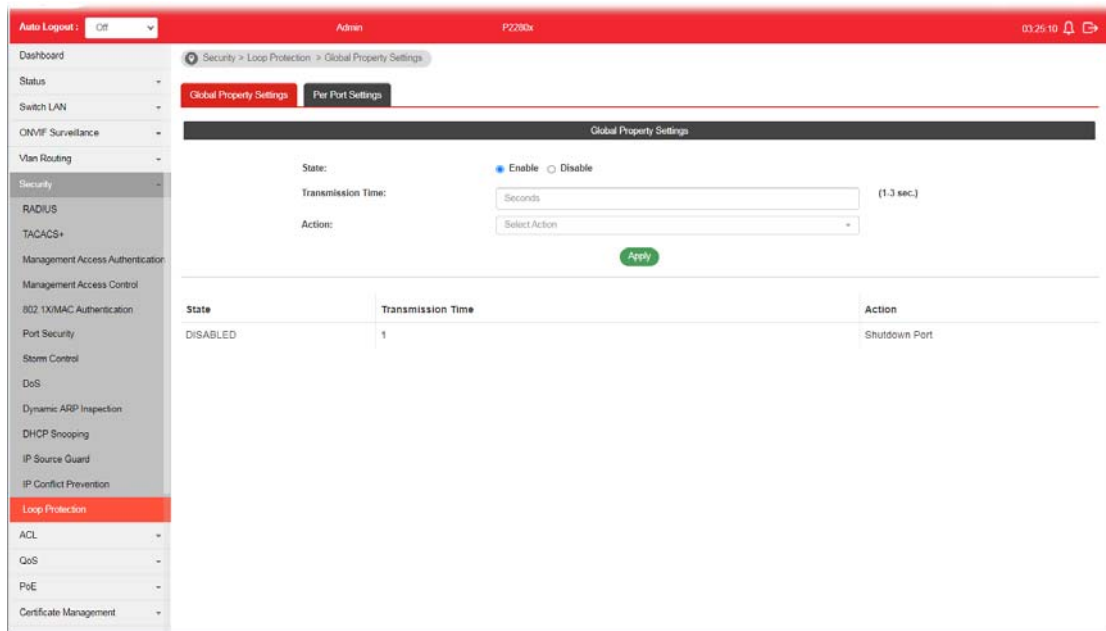 Auto Logout : Off Admin P2280x 03:25:10
Dashboard
Status
Switch LAN
ONVIF Surveillance
Vlan Routing
Security
RADIUS
TACACS+
Management Access Authentication
Management Access Control
802.1X/MAC Authentication
Port Security
Storm Control
DoS
Dynamic ARP Inspection
DHCP Snooping
IP Source Guard
IP Conflict Prevention
Loop Protection
ACL
QoS
PoE
Certificate Management
Security > Loop Protection > Global Property Settings
Global Property Settings Per Port Settings
Global Property Settings
State: Enable Disable
Transmission Time: Seconds (1-3 sec.)
Action: Select Action
Apply
State Transmission Time Action
DISABLED 1 Shutdown Port